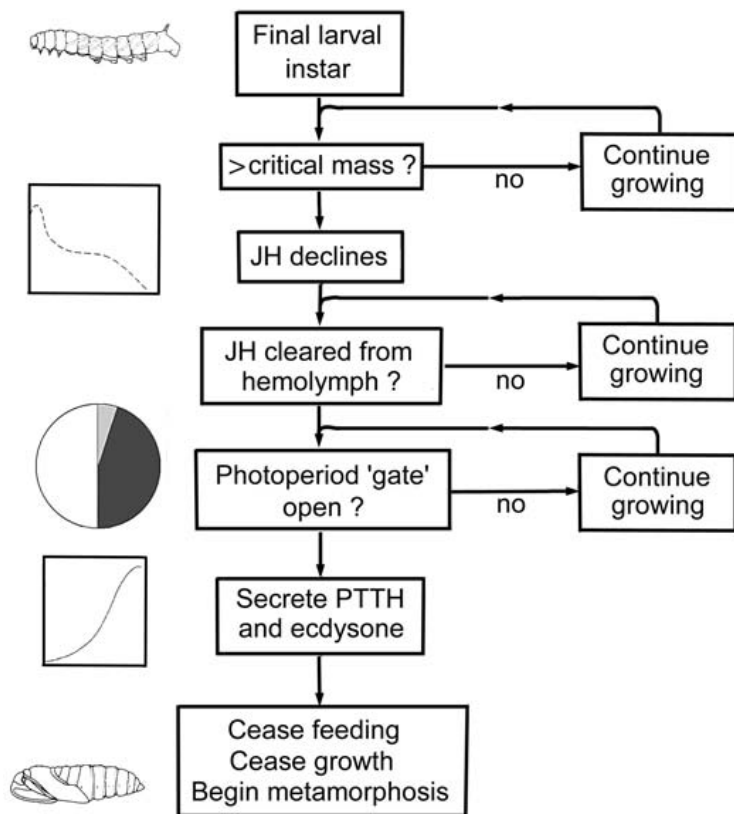 Final larval
instar
>critical mass ?
no
Continue
growing
JH declines
JH cleared from
hemolymph ?
no
Continue
growing
Photoperiod 'gate'
open ?
no
Continue
growing
Secrete PTTH
and ecdysone
Cease feeding
Cease growth
Begin metamorphosis